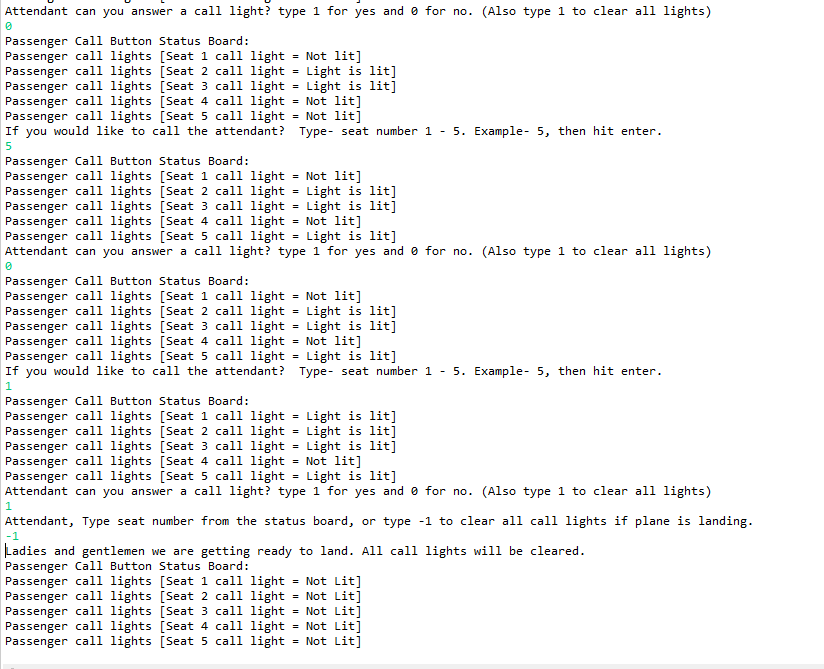 Attendant can you answer a call light? type 1 for yes and 0 for no. (Also type 1 to clear all lights)
0
Passenger Call Button Status Board:
Passenger call lights [Seat 1 call light = Not lit]
Passenger call lights [Seat 2 call light = Light is lit]
Passenger call lights [Seat 3 call light = Light is lit]
Passenger call lights [Seat 4 call light = Not lit]
Passenger call lights [Seat 5 call light = Not lit]
If you would like to call the attendant?  Type- seat number 1 - 5. Example- 5, then hit enter.
5
Passenger Call Button Status Board:
Passenger call lights [Seat 1 call light = Not lit]
Passenger call lights [Seat 2 call light = Light is lit]
Passenger call lights [Seat 3 call light = Light is lit]
Passenger call lights [Seat 4 call light = Not lit]
Passenger call lights [Seat 5 call light = Light is lit]
Attendant can you answer a call light? type 1 for yes and 0 for no. (Also type 1 to clear all lights)
0
Passenger Call Button Status Board:
Passenger call lights [Seat 1 call light = Not lit]
Passenger call lights [Seat 2 call light = Light is lit]
Passenger call lights [Seat 3 call light = Light is lit]
Passenger call lights [Seat 4 call light = Not lit]
Passenger call lights [Seat 5 call light = Light is lit]
If you would like to call the attendant?  Type- seat number 1 - 5. Example- 5, then hit enter.
1
Passenger Call Button Status Board:
Passenger call lights [Seat 1 call light = Light is lit]
Passenger call lights [Seat 2 call light = Light is lit]
Passenger call lights [Seat 3 call light = Light is lit]
Passenger call lights [Seat 4 call light = Not lit]
Passenger call lights [Seat 5 call light = Light is lit]
Attendant can you answer a call light? type 1 for yes and 0 for no. (Also type 1 to clear all lights)
1
Attendant, Type seat number from the status board, or type -1 to clear all call lights if plane is landing.
-1
Ladies and gentlemen we are getting ready to land. All call lights will be cleared.
Passenger Call Button Status Board:
Passenger call lights [Seat 1 call light = Not Lit]
Passenger call lights [Seat 2 call light = Not Lit]
Passenger call lights [Seat 3 call light = Not Lit]
Passenger call lights [Seat 4 call light = Not Lit]
Passenger call lights [Seat 5 call light = Not Lit]